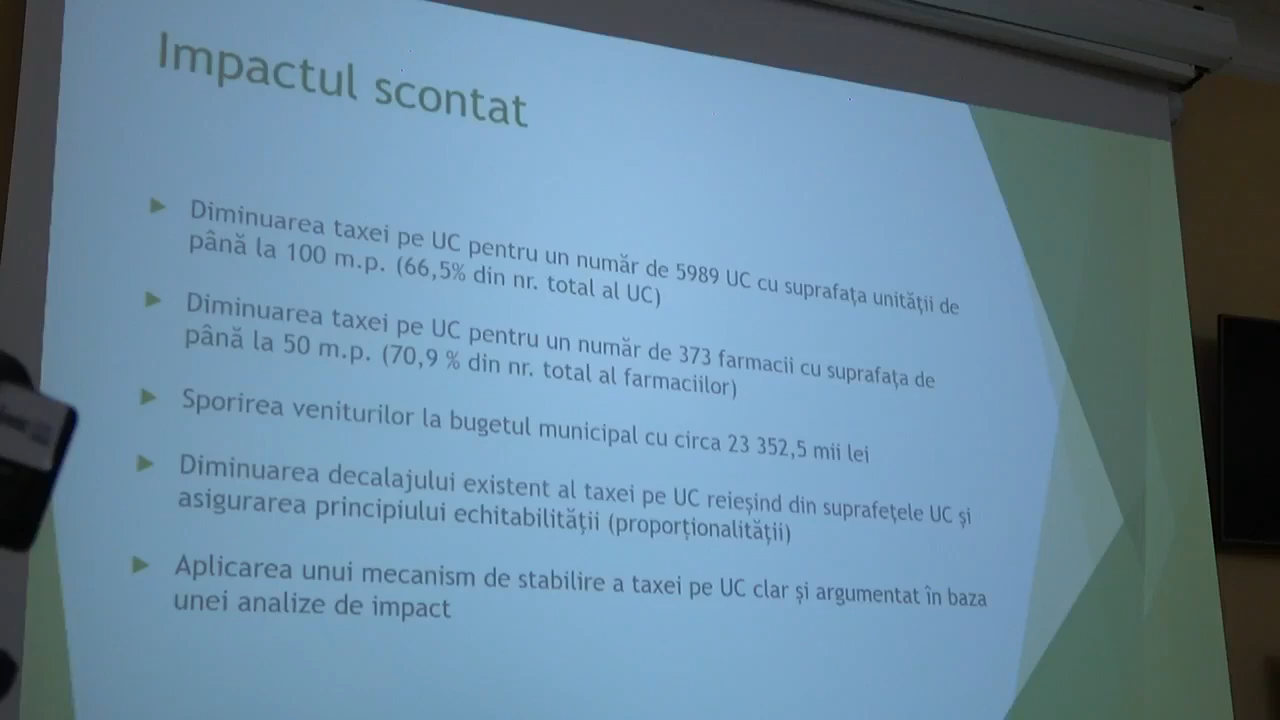 Impactul scontat
Diminuarea taxei pe UC pentru un număr de 5989 UC cu suprafața unității de
până la 100 m.p. (66,5% din nr. total al UC)
Diminuarea taxei pe UC pentru un număr de 373 farmacii cu suprafața de
până la 50 m.p. (70,9 % din nr. total al farmaciilor)
Sporirea veniturilor la bugetul municipal cu circa 23 352,5 mii lei
Diminuarea decalajului existent al taxei pe UC reieșind din suprafețele UC și
asigurarea principiului echitabilității (proporționalității)
Aplicarea unui mecanism de stabilire a taxei pe UC clar și argumentat în baza
unei analize de impact